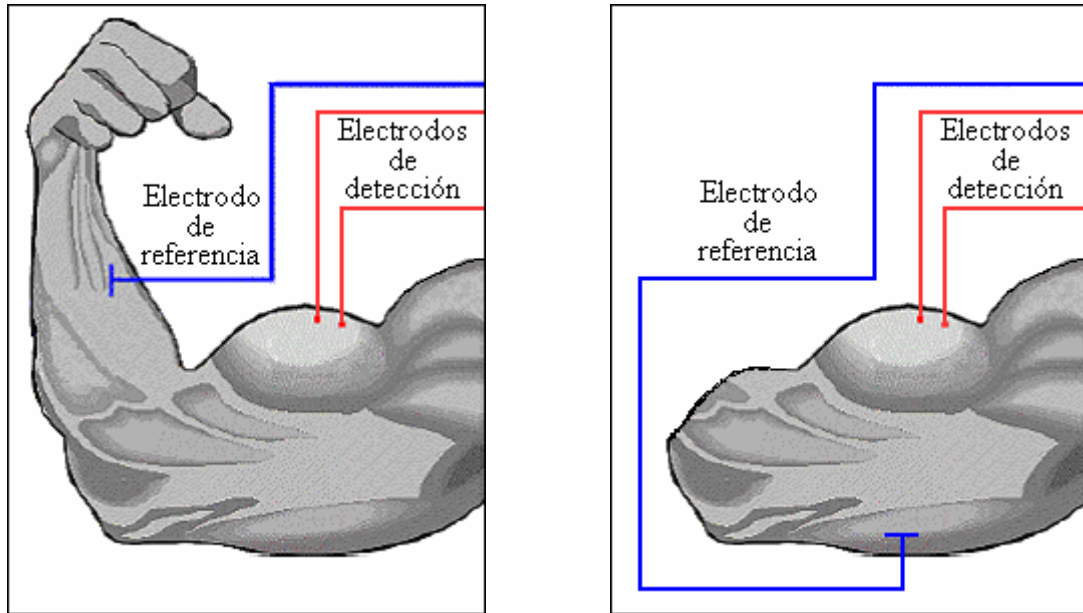 Electrodos
de
detección
Electrodo
de
referencia
Electrodos
de
detección
Electrodo
de
referencia